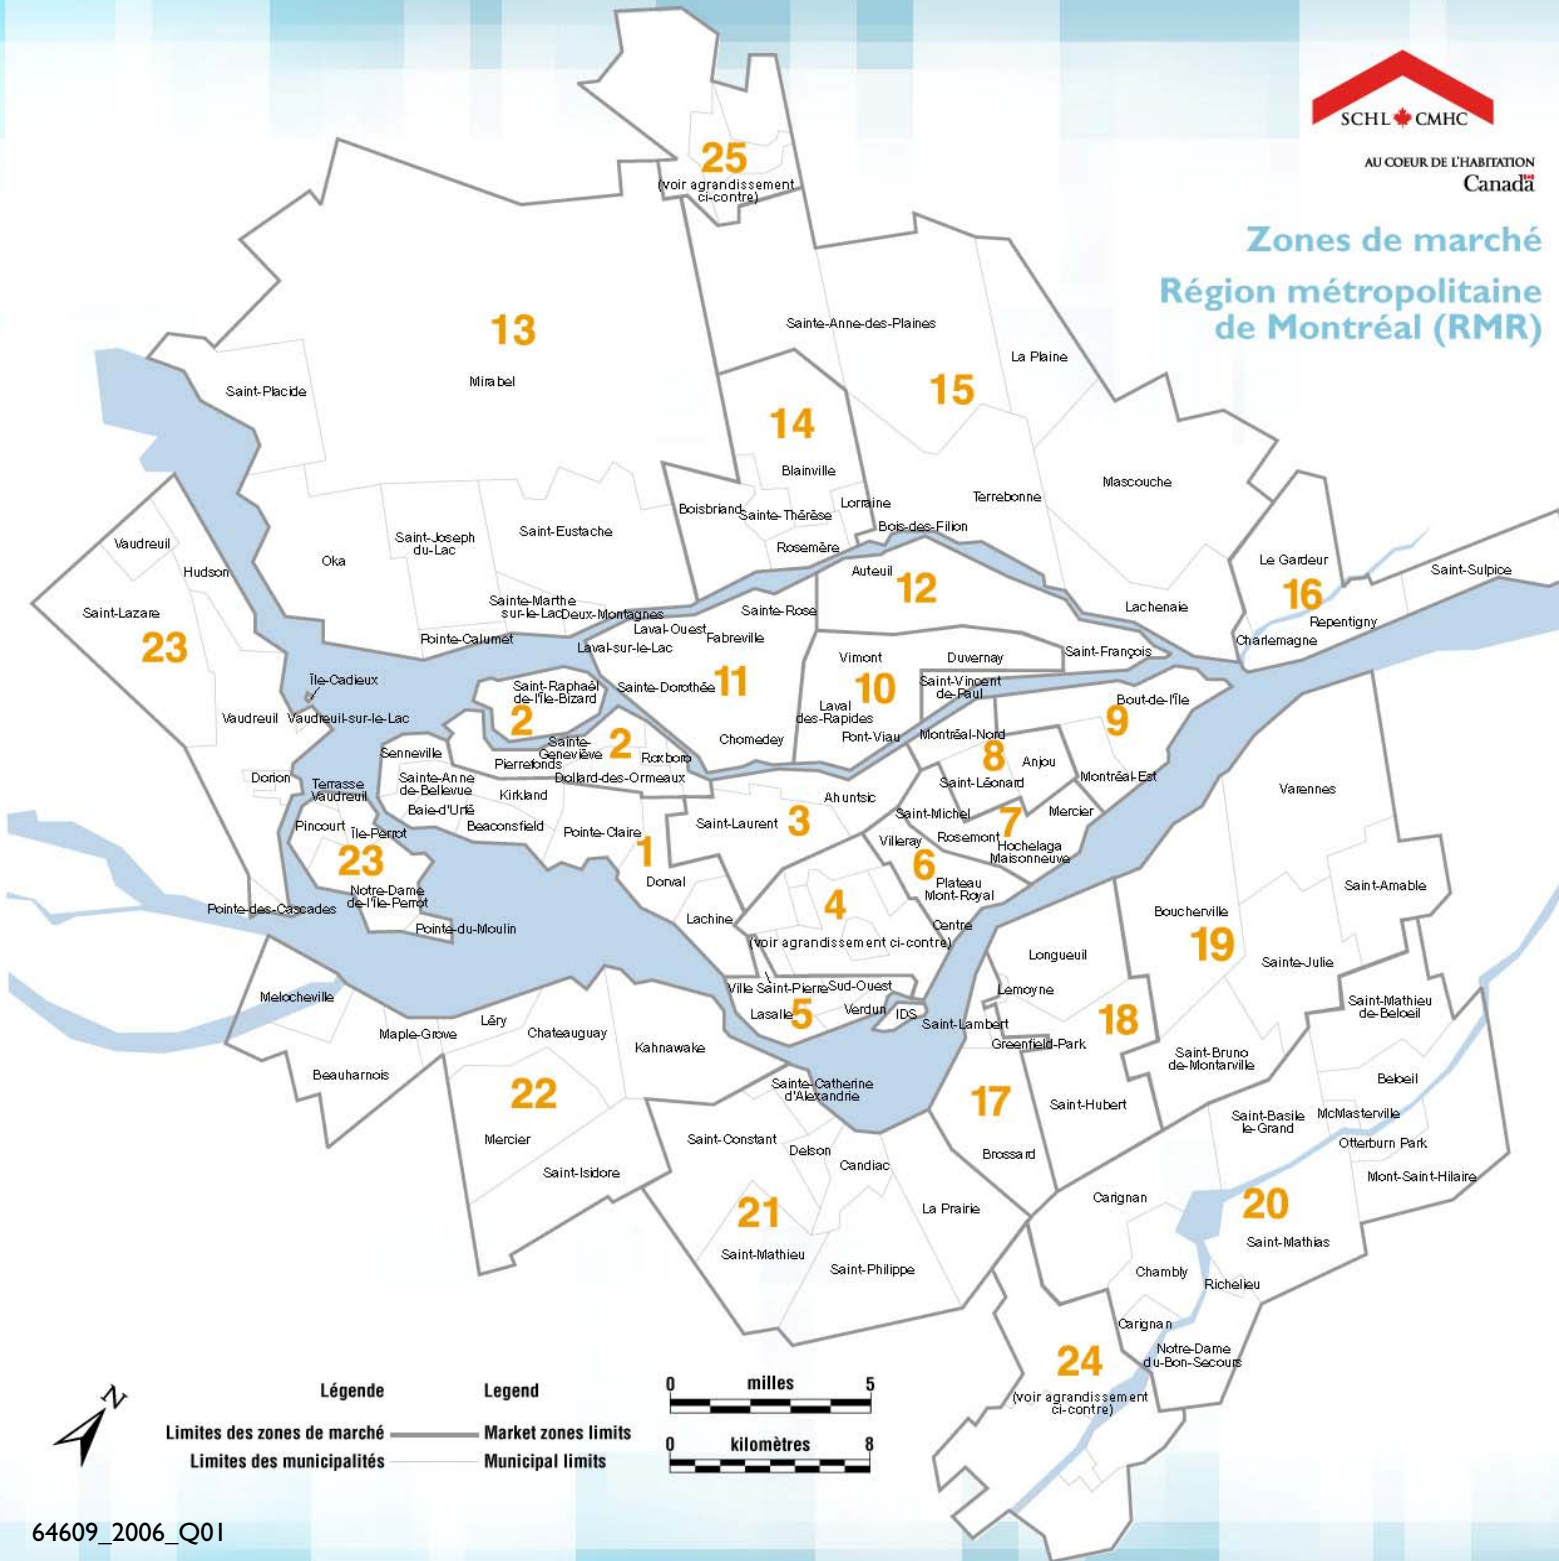 SCHL CMHC
AU COEUR DE L'HABITATION
Canada
Zones de marché
Région métropolitaine
de Montréal (RMR)
25
(voir agrandissement
ci-contre)
13
Mirabel
Saint-Placide
Sainte-Anne-des-Plaines
La Plaine
15
14
Blainville
Boisbriand
Sainte-Thérèse
Lorraine
Rosemère
Bois-des-Filion
Terrebonne
Mascouche
Lachenaie
Le Gardeur
16
Repentigny
Charlemagne
Saint-Sulpice
Oka
Saint-Joseph
du-Lac
Saint-Eustache
Sainte-Marthe
sur-le-Lac
Deux-Montagnes
Pointe-Calumet
Vaudreuil
Hudson
Saint-Lazare
23
Île-Cadieux
Vaudreuil
Vaudreuil-sur-le-Lac
Dorion
Terrasse
Vaudreuil
Pincourt
Île-Perrot
23
Notre-Dame
de-l'Île-Perrot
Pointe-des-Cascades
Pointe-du-Moulin
Auteuil
12
Sainte-Rose
Laval-Ouest
Fabreville
Laval-sur-le-Lac
Sainte-Dorothée
11
Chomedey
Vimont
Duvernay
Saint-François
10
Saint-Vincent
de-Paul
Laval
des-Rapides
Pont-Viau
Saint-Raphaël
de-l'Île-Bizard
2
Sainte-
Geneviève
2
Roxboro
Pierrefonds
Dollard-des-Ormeaux
Senneville
Sainte-Anne
de-Bellevue
Kirkland
Baie-d'Urfé
Beaconsfield
Pointe-Claire
1
Dorval
Lachine
Saint-Laurent
3
Ahuntsic
Bout-de-l'Île
9
Montréal-Nord
8
Anjou
Saint-Léonard
Montréal-Est
Saint-Michel
7
Mercier
Villeray
Rosemont
Hochelaga
Maisonneuve
6
Plateau
Mont-Royal
Centre
4
(voir agrandissement ci-contre)
Ville Saint-Pierre
Sud-Ouest
Lasalle
5
Verdun
IDS
Varennes
Saint-Amable
Boucherville
19
Sainte-Julie
Saint-Bruno
de-Montarville
Longueuil
Lemoyne
18
Saint-Lambert
Greenfield-Park
Saint-Hubert
17
Brossard
Saint-Mathieu
de-Beloeil
Beloeil
Saint-Basile
le-Grand
McMasterville
Otterburn Park
Mont-Saint-Hilaire
Carignan
20
Saint-Mathias
Chambly
Richelieu
Carignan
Notre-Dame
du-Bon-Secours
24
(voir agrandissement
ci-contre)
Melocheville
Maple-Grove
Léry
Chateauguay
Kahnawake
Beauharnois
22
Mercier
Saint-Isidore
Sainte-Catherine
d'Alexandrie
Saint-Constant
Delson
Candiac
La Prairie
21
Saint-Mathieu
Saint-Philippe
N
Légende
Legend
Limites des zones de marché
Market zones limits
Limites des municipalités
Municipal limits
0 milles 5
0 kilomètres 8
64609_2006_Q01